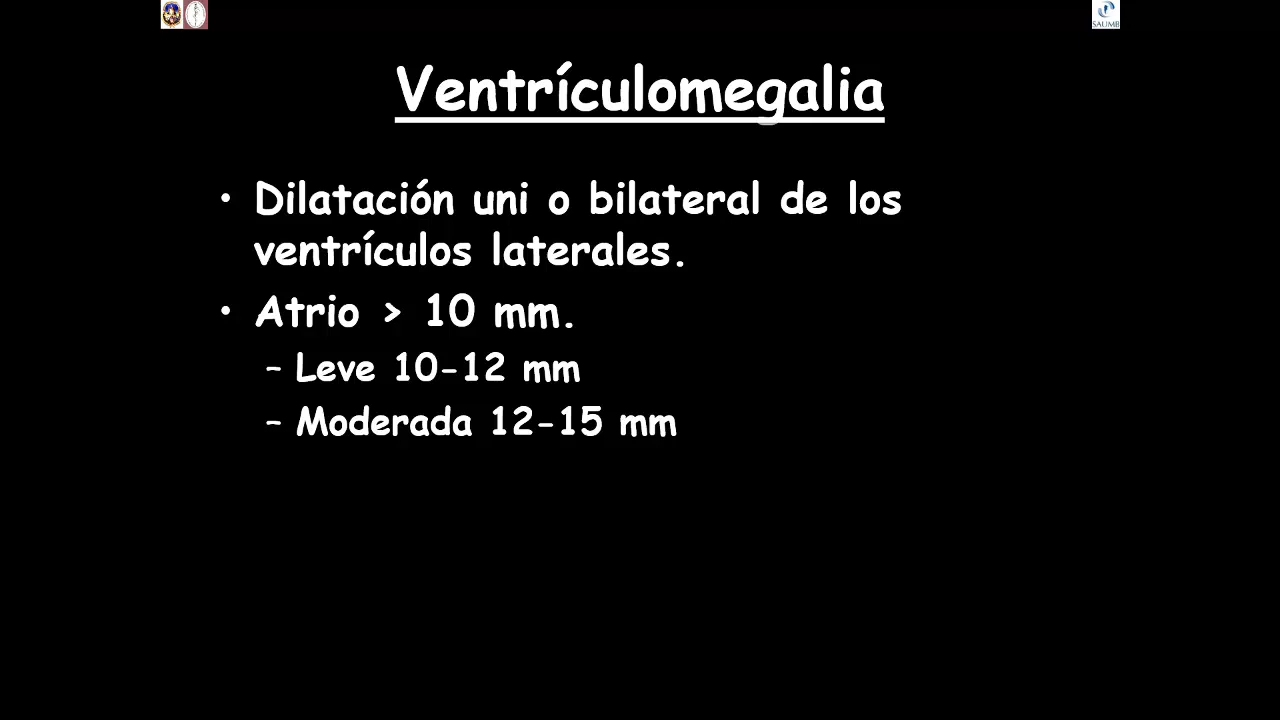 SAUMB
Ventrículomegalia
• Dilatación uni o bilateral de los
ventrículos laterales.
• Atrio > 10 mm.
– Leve 10-12 mm
– Moderada 12-15 mm